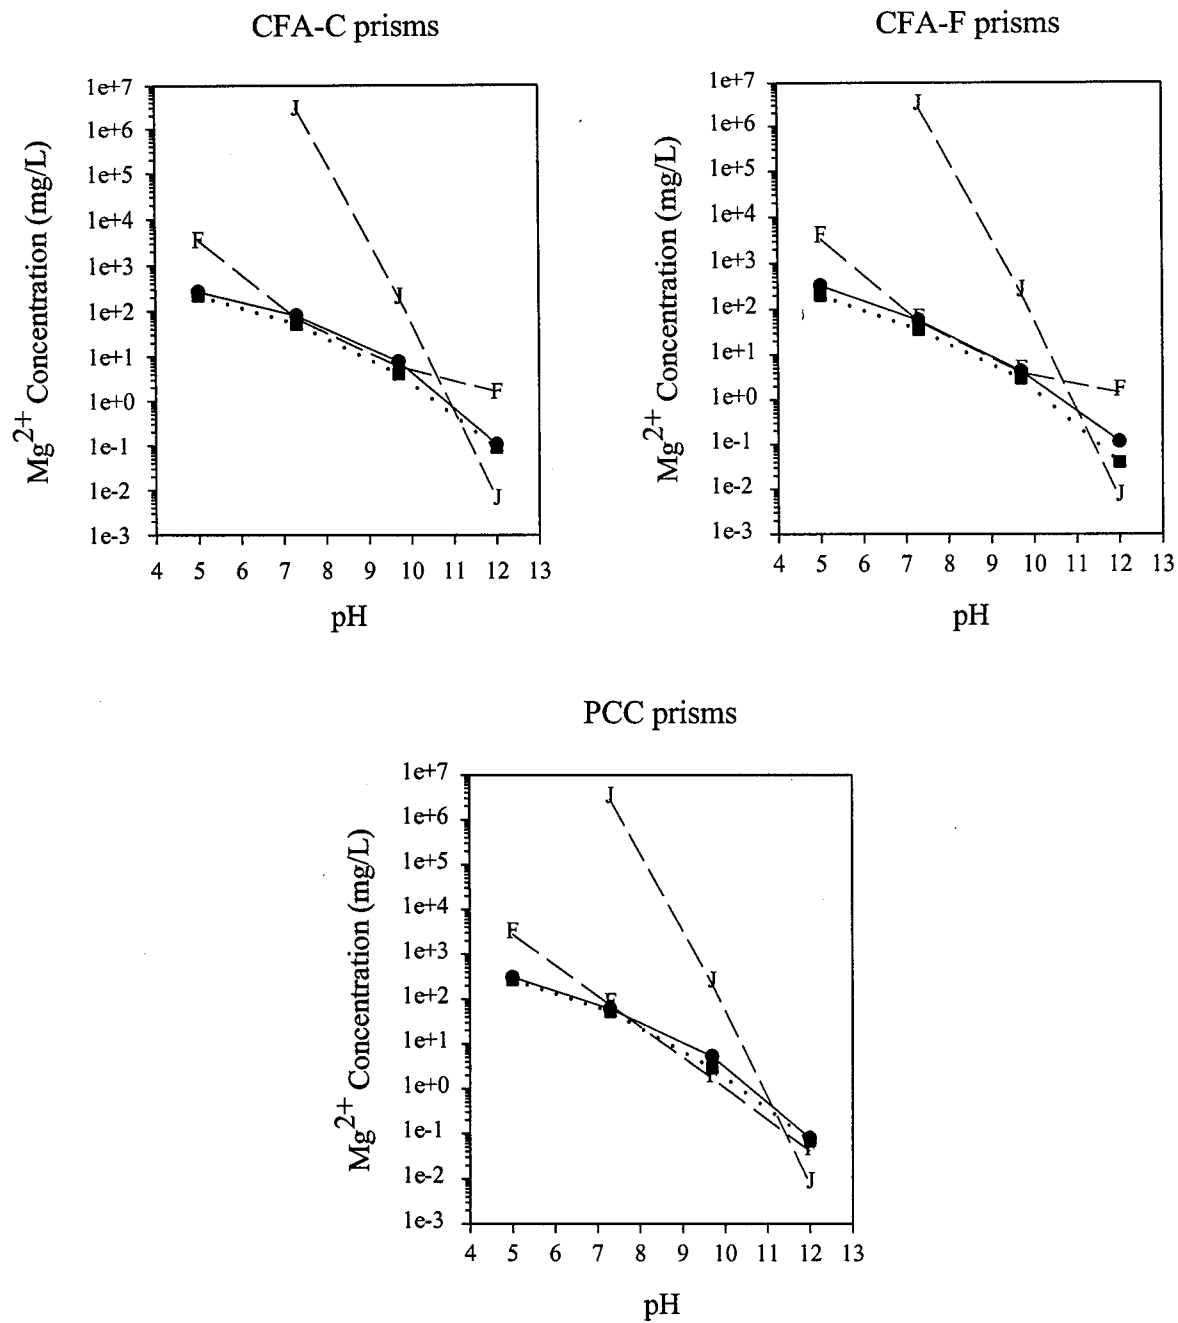 CFA-C prisms
1e+7
1e+6
1e+5
1e+4
1e+3
1e+2
1e+1
1e+0
1e-1
1e-2
1e-3
Mg2+ Concentration (mg/L)
J
F
J
F
J
4 5 6 7 8 9 10 11 12 13
pH
CFA-F prisms
1e+7
1e+6
1e+5
1e+4
1e+3
1e+2
1e+1
1e+0
1e-1
1e-2
1e-3
Mg2+ Concentration (mg/L)
J
F
F
J
F
F
J
4 5 6 7 8 9 10 11 12 13
pH
PCC prisms
1e+7
1e+6
1e+5
1e+4
1e+3
1e+2
1e+1
1e+0
1e-1
1e-2
1e-3
Mg2+ Concentration (mg/L)
J
F
F
J
J
4 5 6 7 8 9 10 11 12 13
pH